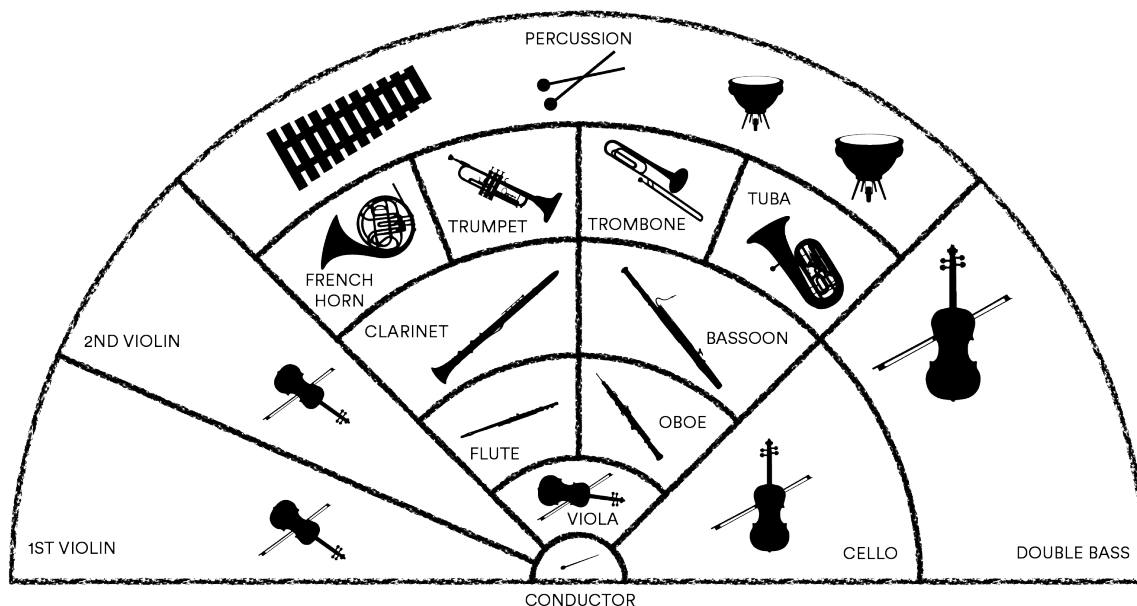 PERCUSSION
TRUMPET
TROMBONE
TUBA
FRENCH
HORN
CLARINET
BASSOON
2ND VIOLIN
FLUTE
OBOE
VIOLA
1ST VIOLIN
CELLO
DOUBLE BASS
CONDUCTOR